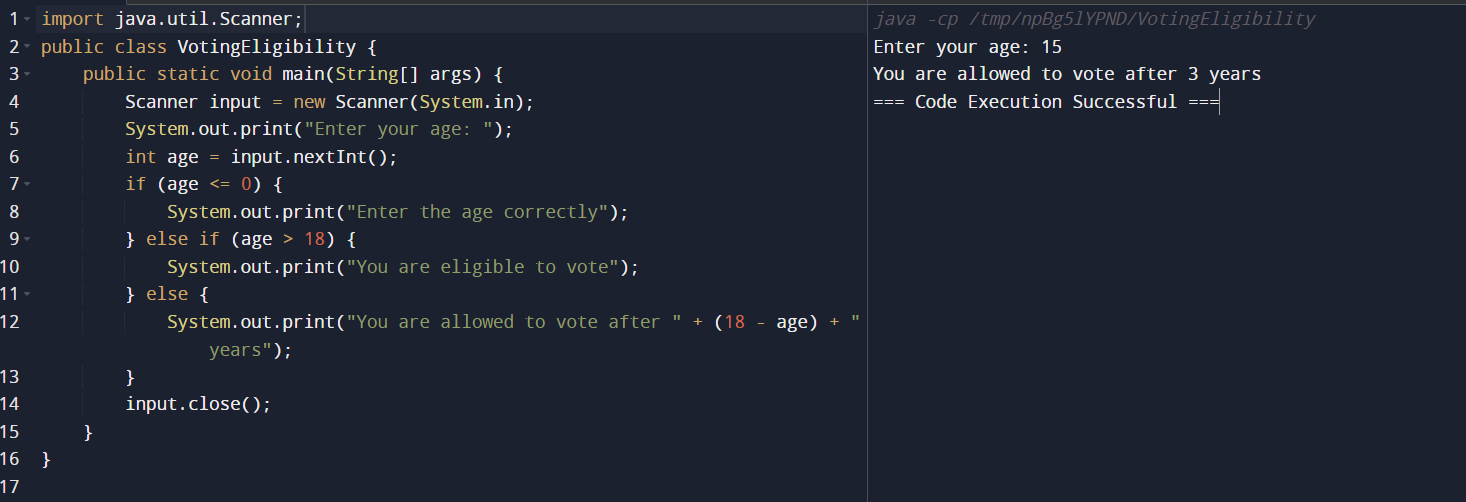 1 import java.util.Scanner;
2 public class VotingEligibility {
3     public static void main(String[] args) {
4         Scanner input = new Scanner(System.in);
5         System.out.print("Enter your age: ");
6         int age = input.nextInt();
7         if (age <= 0) {
8             System.out.print("Enter the age correctly");
9         } else if (age > 18) {
10             System.out.print("You are eligible to vote");
11         } else {
12             System.out.print("You are allowed to vote after " + (18 - age) + "
                years");
13         }
14         input.close();
15     }
16 }
17
java -cp /tmp/npBg5lYPND/VotingEligibility
Enter your age: 15
You are allowed to vote after 3 years
=== Code Execution Successful ===